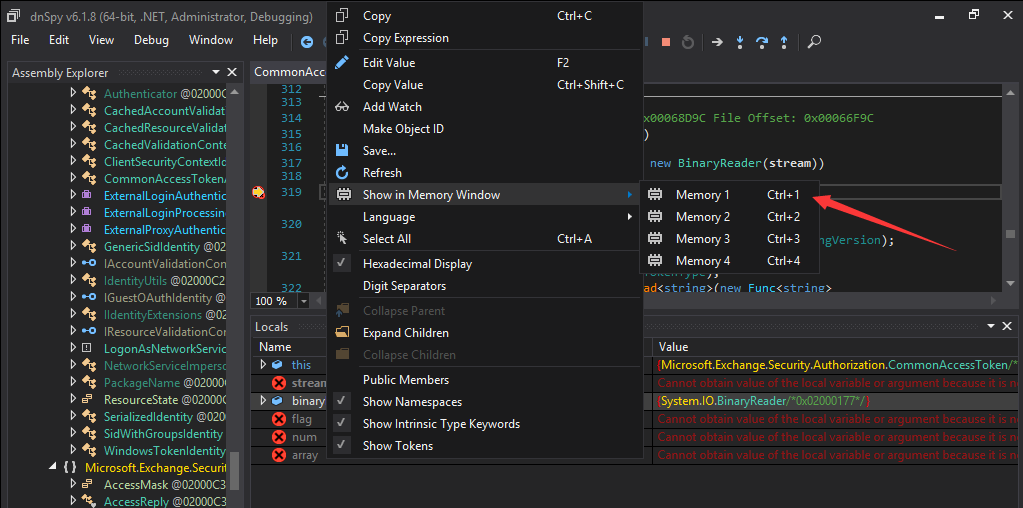 dnSpy v6.1.8 (64-bit, .NET, Administrator, Debugging)
File Edit View Debug Window Help
Assembly Explorer
Authenticator @02000C
CachedAccountValidati
CachedResourceValidat
CachedValidationConte
ClientSecurityContextId
CommonAccessTokenA
ExternalLoginAuthentic
ExternalLoginProcessing
ExternalProxyAuthentic
GenericSidIdentity @02
IAccountValidationCon
IdentityUtils @02000C2
IGuestOAuthIdentity @
IIdentityExtensions @02
IResourceValidationCon
LogonAsNetworkServic
NetworkServiceImperso
PackageName @02000
ResourceState @02000C
SerializedIdentity @020
SidWithGroupsIdentity
WindowsTokenIdentity
{ } Microsoft.Exchange.Securit
AccessMask @02000C3
AccessReply @02000C3
CommonAcc
312
313
314 x00068D9C File Offset: 0x00066F9C
315 )
316
317 new BinaryReader(stream))
318
319
320
ngVersion);
321
okenType);
322 ad<string>(new Func<string>
100 %
Copy Ctrl+C
Copy Expression
Edit Value F2
Copy Value Ctrl+Shift+C
Add Watch
Make Object ID
Save...
Refresh
Show in Memory Window
Language
Select All Ctrl+A
Hexadecimal Display
Digit Separators
Collapse Parent
Expand Children
Collapse Children
Public Members
Show Namespaces
Show Intrinsic Type Keywords
Show Tokens
Memory 1 Ctrl+1
Memory 2 Ctrl+2
Memory 3 Ctrl+3
Memory 4 Ctrl+4
Locals
Name Value
this {Microsoft.Exchange.Security.Authorization.CommonAccessToken/*
stream Cannot obtain value of the local variable or argument because it is n
binary {System.IO.BinaryReader/*0x02000177*/}
flag Cannot obtain value of the local variable or argument because it is n
num Cannot obtain value of the local variable or argument because it is n
array Cannot obtain value of the local variable or argument because it is n